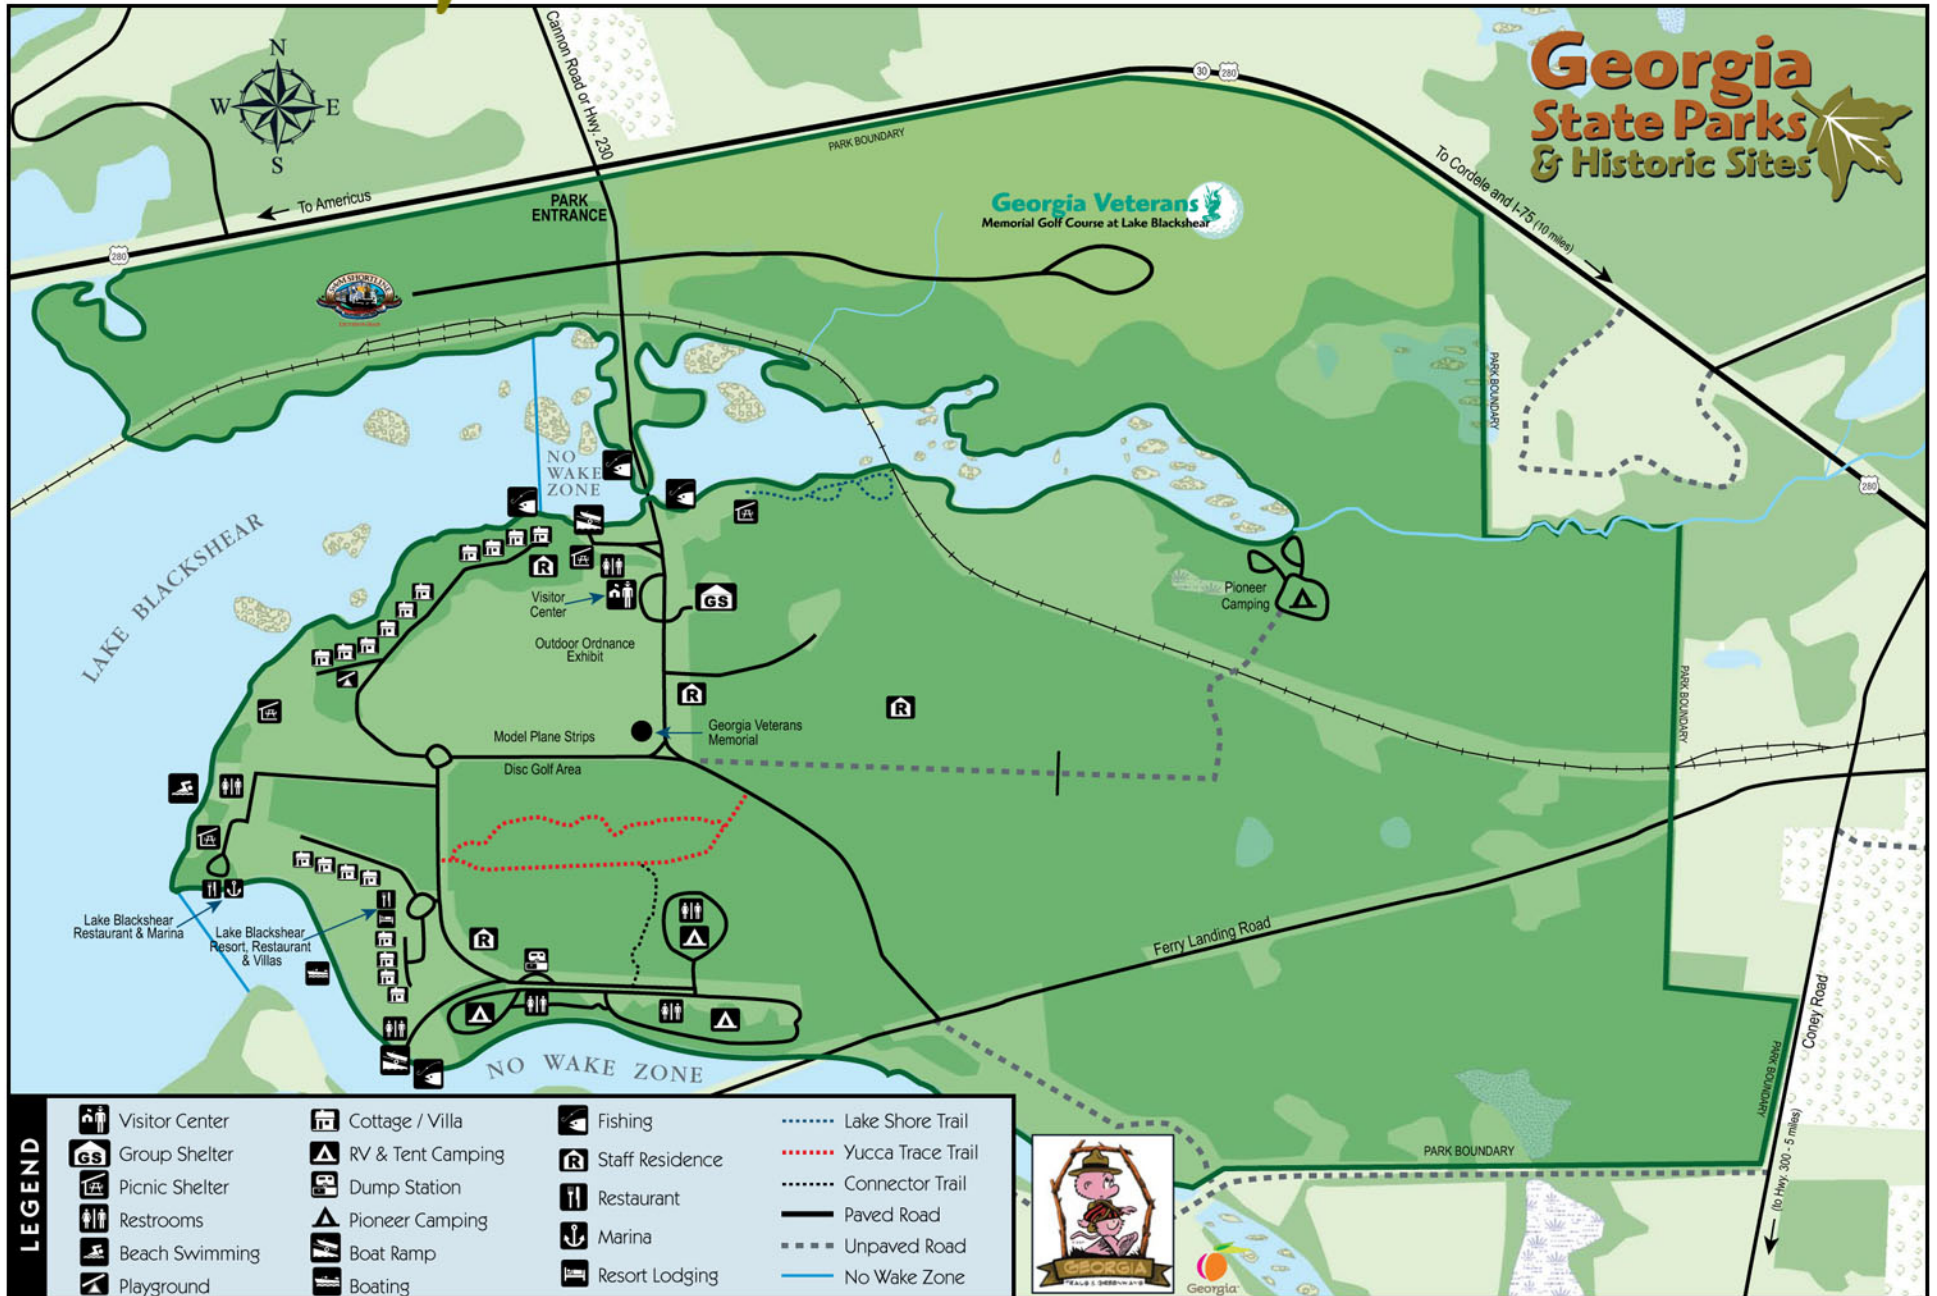 Georgia
State Parks
& Historic Sites
N
W
E
S
Cannon Road or Hwy. 230
30
280
PARK BOUNDARY
To Cordele and I-75 (10 miles)
To Americus
PARK
ENTRANCE
280
Georgia Veterans
Memorial Golf Course at Lake Blackshear
SAM SHORTLINE
PARK BOUNDARY
280
NO
WAKE
ZONE
LAKE BLACKSHEAR
Visitor
Center
GS
R
Pioneer
Camping
Outdoor Ordnance
Exhibit
R
R
PARK BOUNDARY
Georgia Veterans
Memorial
Model Plane Strips
Disc Golf Area
Lake Blackshear
Restaurant & Marina
Lake Blackshear
Resort, Restaurant
& Villas
R
Ferry Landing Road
Coney Road
NO WAKE ZONE
PARK BOUNDARY
PARK BOUNDARY
(to Hwy. 300 - 5 miles)
LEGEND
Visitor Center
GS Group Shelter
Picnic Shelter
Restrooms
Beach Swimming
Playground
Cottage / Villa
RV & Tent Camping
Dump Station
Pioneer Camping
Boat Ramp
Boating
Fishing
R Staff Residence
Restaurant
Marina
Resort Lodging
Lake Shore Trail
Yucca Trace Trail
Connector Trail
Paved Road
Unpaved Road
No Wake Zone
GEORGIA
Georgia